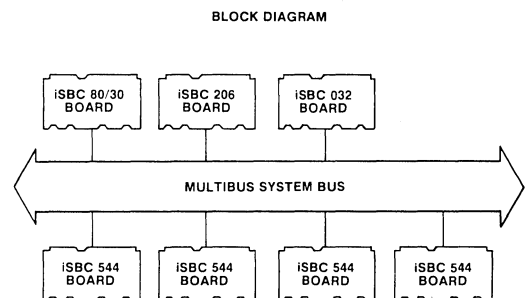 BLOCK DIAGRAM
iSBC 80/30
BOARD
iSBC 206
BOARD
iSBC 032
BOARD
MULTIBUS SYSTEM BUS
iSBC 544
BOARD
iSBC 544
BOARD
iSBC 544
BOARD
iSBC 544
BOARD